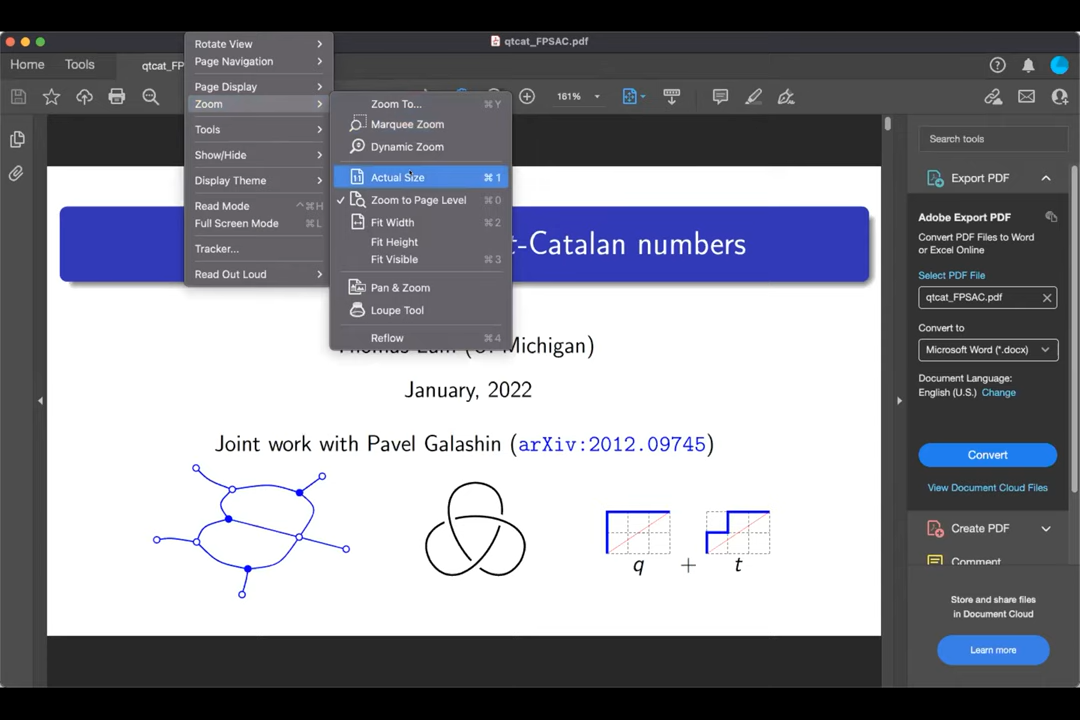 qtcat_FPSAC.pdf
Home
Tools
qtcat_FP
161%
Rotate View
Page Navigation
Page Display
Zoom
Tools
Show/Hide
Display Theme
Read Mode ^⌘H
Full Screen Mode ⌘L
Tracker...
Read Out Loud
Zoom To... ⌘Y
Marquee Zoom
Dynamic Zoom
Actual Size ⌘1
Zoom to Page Level ⌘0
Fit Width ⌘2
Fit Height
Fit Visible ⌘3
Pan & Zoom
Loupe Tool
Reflow ⌘4
t-Catalan numbers
Michigan)
January, 2022
Joint work with Pavel Galashin (arXiv:2012.09745)
q + t
Search tools
Export PDF
Adobe Export PDF
Convert PDF Files to Word
or Excel Online
Select PDF File
qtcat_FPSAC.pdf
Convert to
Microsoft Word (*.docx)
Document Language:
English (U.S.) Change
Convert
View Document Cloud Files
Create PDF
Comment
Store and share files
in Document Cloud
Learn more